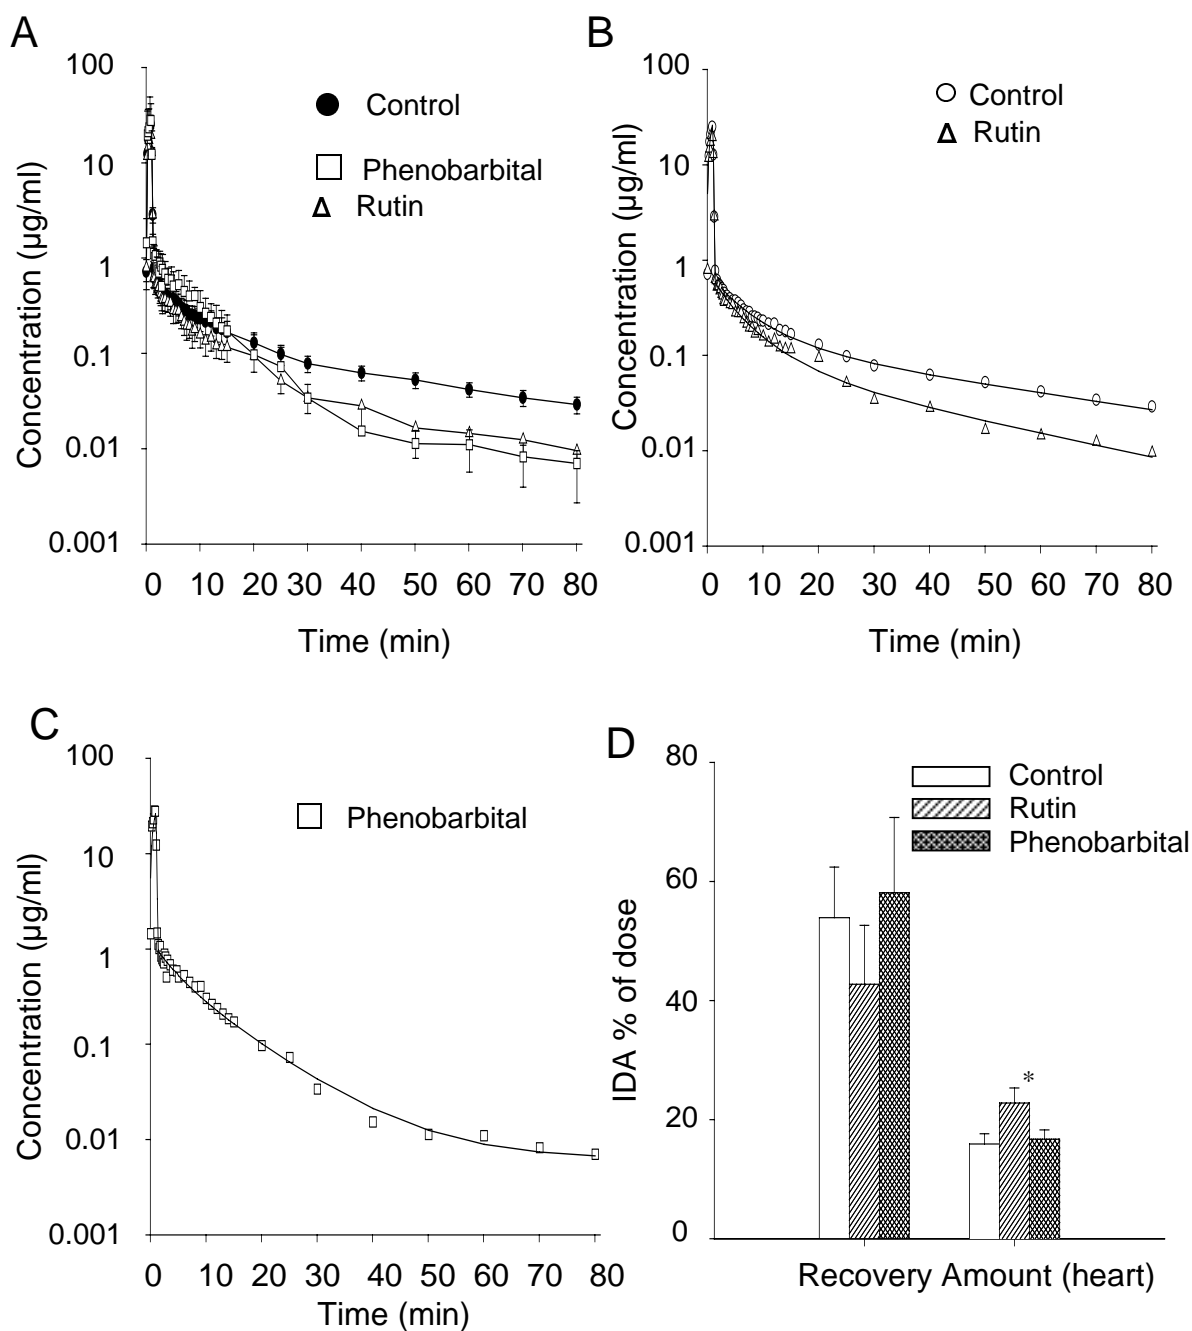 A
100
10
1
0.1
0.01
0.001
Concentration (µg/ml)
Control
Phenobarbital
Rutin
0 10 20 30 40 50 60 70 80
Time (min)
B
100
10
1
0.1
0.01
0.001
Concentration (µg/ml)
Control
Rutin
0 10 20 30 40 50 60 70 80
Time (min)
C
100
10
1
0.1
0.01
0.001
Concentration (µg/ml)
Phenobarbital
0 10 20 30 40 50 60 70 80
Time (min)
D
80
60
40
20
0
IDA % of dose
Control
Rutin
Phenobarbital
*
Recovery Amount (heart)